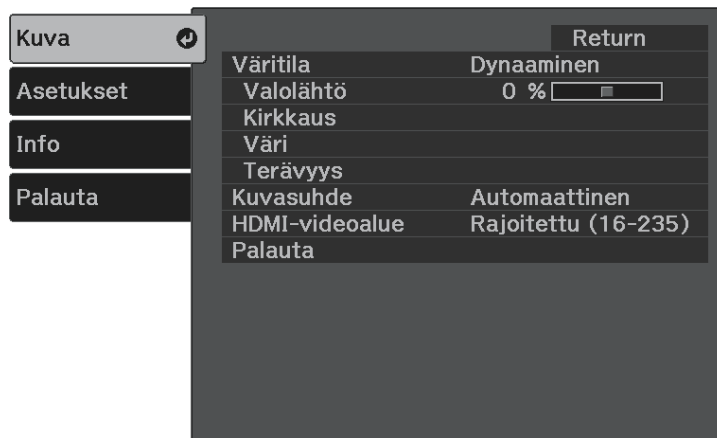 Kuva
Asetukset
Info
Palauta
Return
Väritila Dynaaminen
Valolähtö 0 %
Kirkkaus
Väri
Terävyys
Kuvasuhde Automaattinen
HDMI-videoalue Rajoitettu (16-235)
Palauta